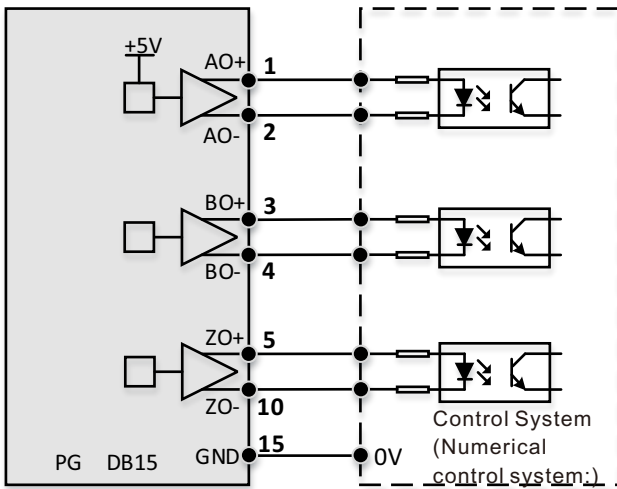 +5V
AO+ 1
AO- 2
BO+ 3
BO- 4
ZO+ 5
ZO- 10
GND 15 0V
PG DB15
Control System
(Numerical
control system:)